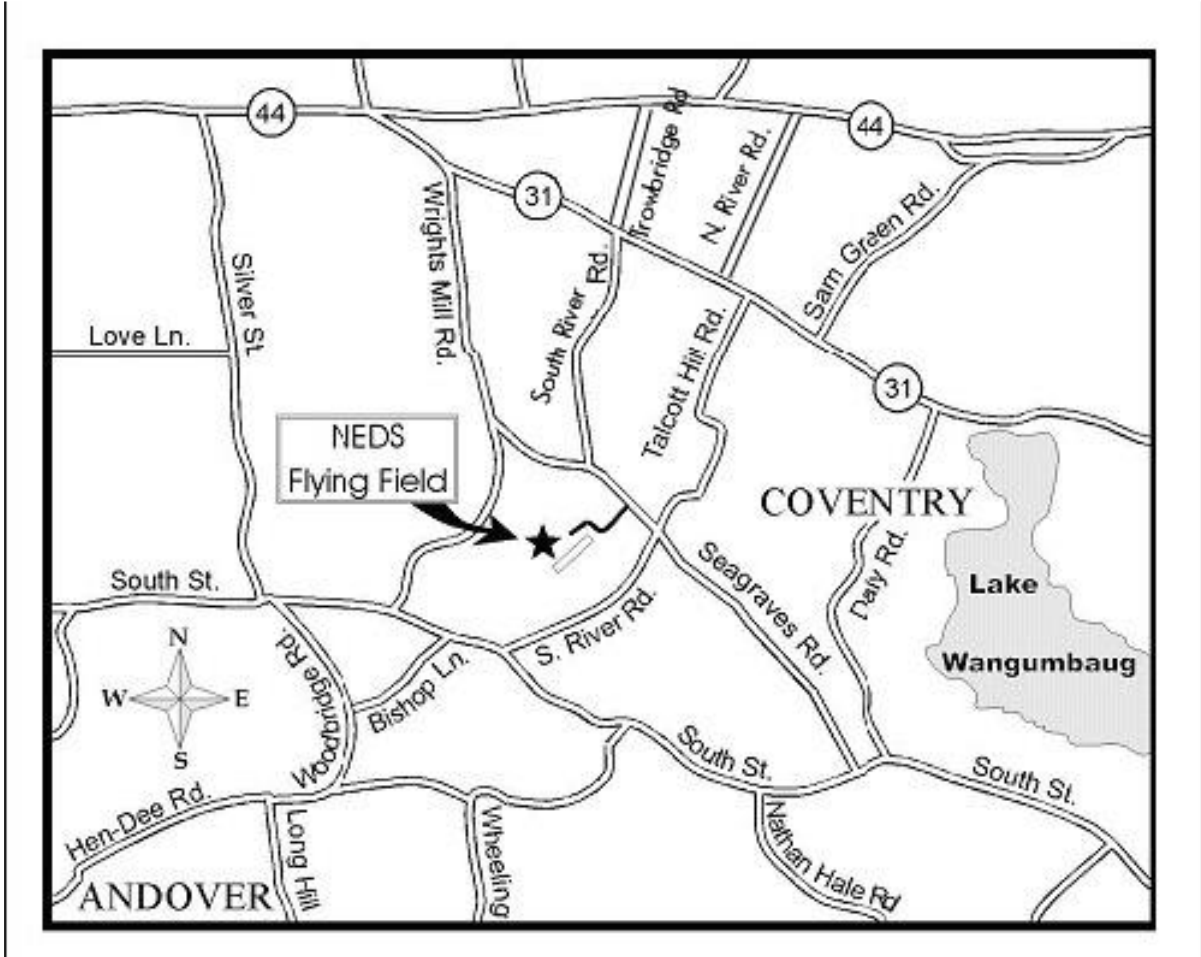 44
44
31
Trowbridge Rd
N. River Rd.
Wrights Mill Rd.
Sam Green Rd.
Silver St.
South River Rd.
Love Ln.
Talcott Hill Rd.
31
NEDS
Flying Field
COVENTRY
Daly Rd.
Seagraves Rd.
Lake
Wangumbaug
South St.
S. River Rd.
N
W
E
S
Woodbridge Rd.
Bishop Ln.
South St.
South St.
Hen-Dee Rd.
Long Hill
Wheeling
Nathan Hale Rd
ANDOVER